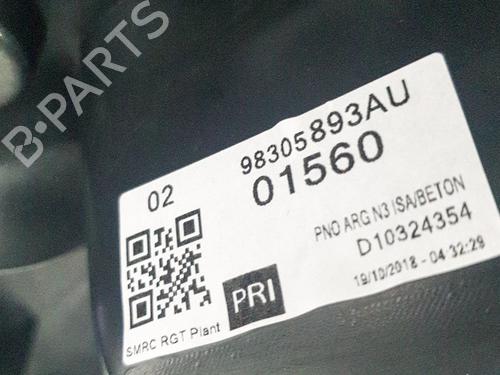 B-PARTS
98305893AU
02
01560
PNO ARG N3 ISA/BETON
D10324354
PRI
19/10/2018 - 04:32:29
SMRC RGT Plant